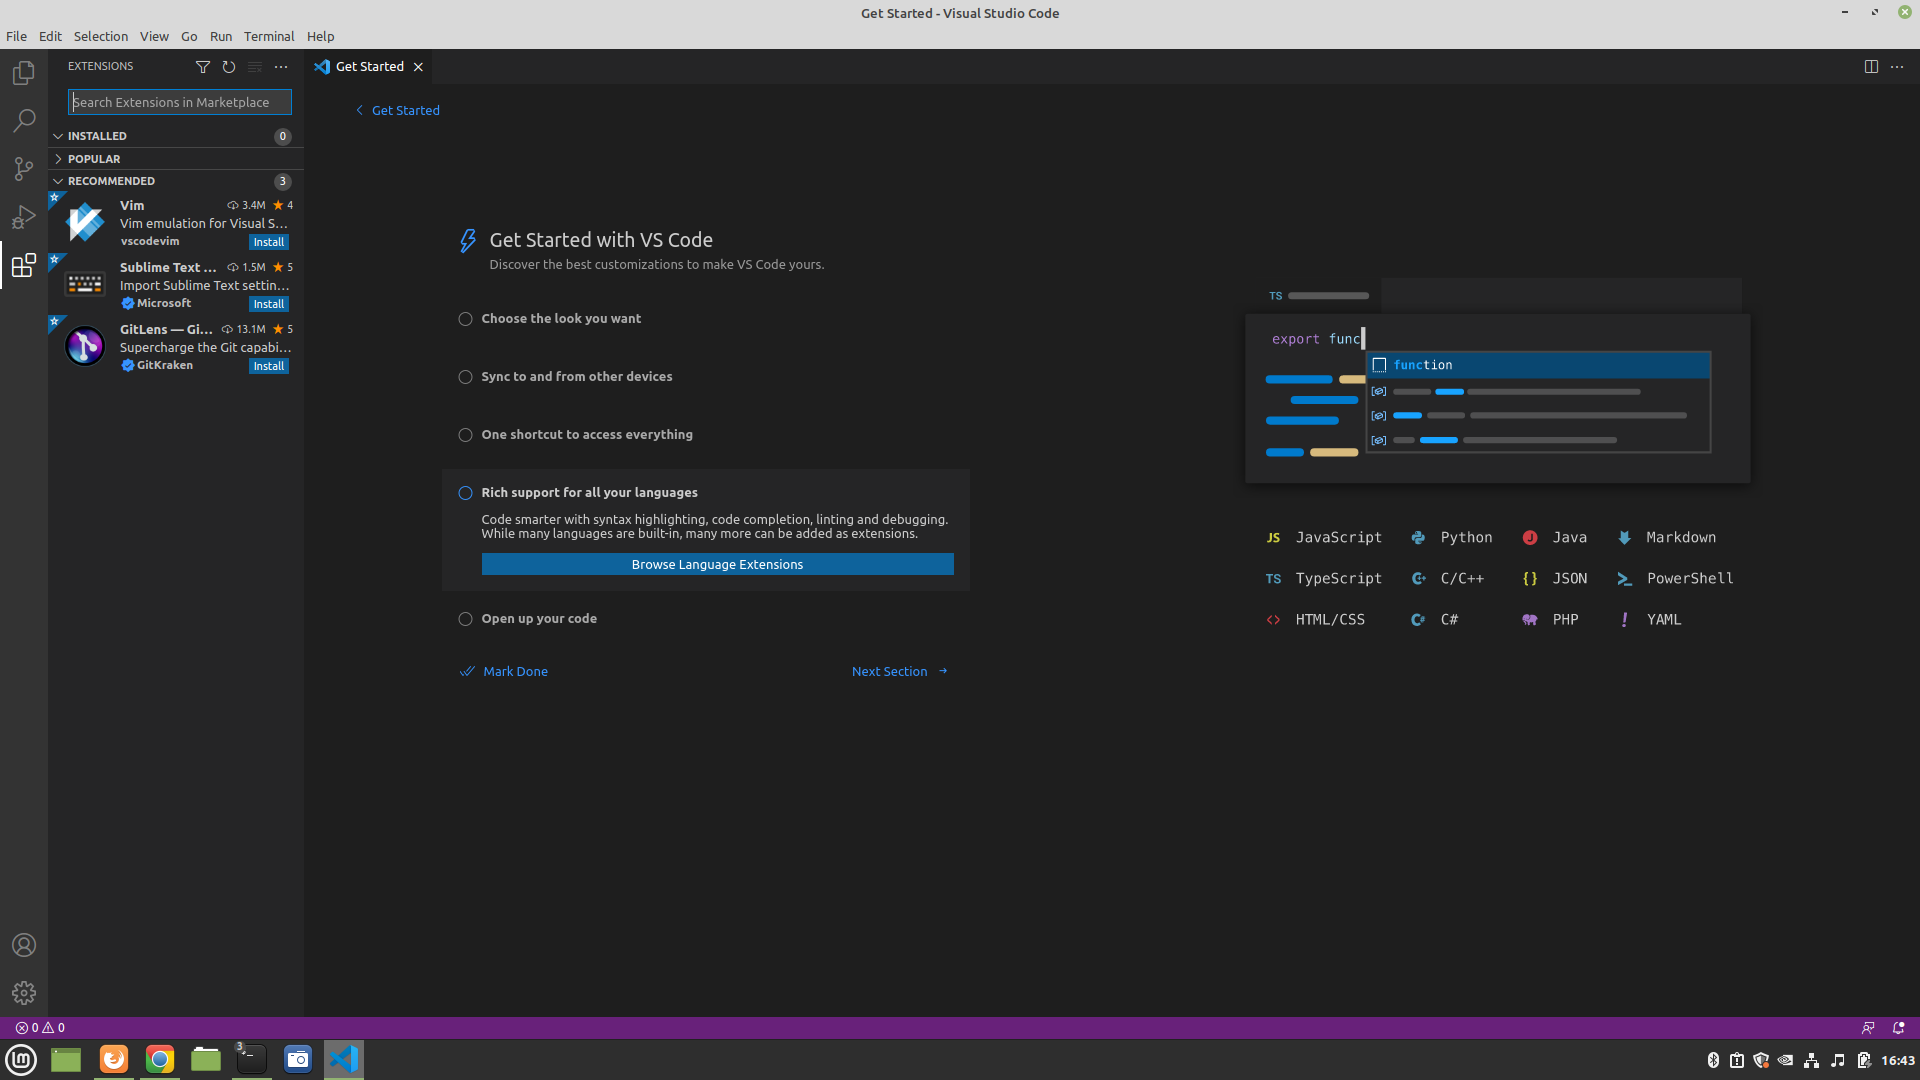 Get Started - Visual Studio Code
File Edit Selection View Go Run Terminal Help
EXTENSIONS
Search Extensions in Marketplace
INSTALLED 0
POPULAR
RECOMMENDED 3
Vim 3.4M 4
Vim emulation for Visual S...
vscodevim Install
Sublime Text ... 1.5M 5
Import Sublime Text settin...
Microsoft Install
GitLens — Gi... 13.1M 5
Supercharge the Git capabi...
GitKraken Install
Get Started
Get Started
Get Started with VS Code
Discover the best customizations to make VS Code yours.
Choose the look you want
Sync to and from other devices
One shortcut to access everything
Rich support for all your languages
Code smarter with syntax highlighting, code completion, linting and debugging.
While many languages are built-in, many more can be added as extensions.
Browse Language Extensions
Open up your code
Mark Done Next Section
TS
export func
function
JS JavaScript Python J Java Markdown
TS TypeScript C/C++ {} JSON PowerShell
<> HTML/CSS C# PHP ! YAML
0 0
3
16:43